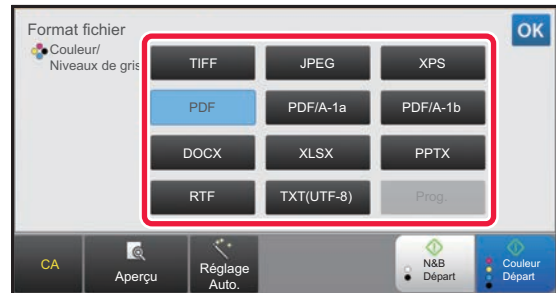 Format fichier
OK
Couleur/
Niveaux de gris
TIFF
JPEG
XPS
PDF
PDF/A-1a
PDF/A-1b
DOCX
XLSX
PPTX
RTF
TXT(UTF-8)
Prog.
CA
Aperçu
Réglage
Auto.
N&B
Départ
Couleur
Départ